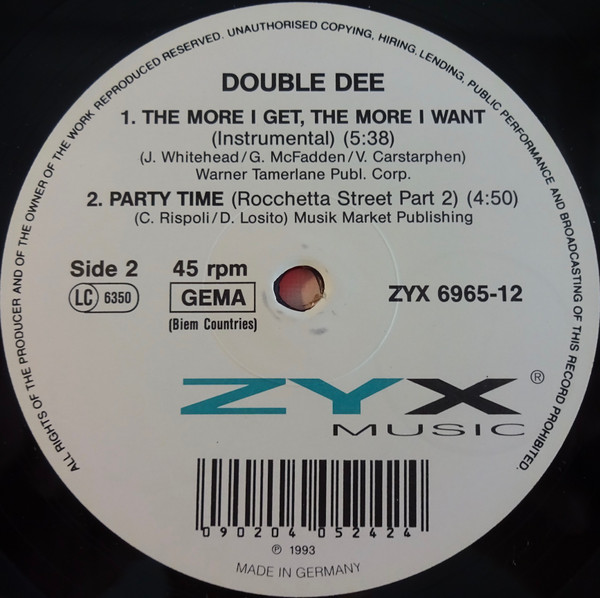 ALL RIGHTS OF THE PRODUCER AND OF THE OWNER OF THE WORK REPRODUCED RESERVED. UNAUTHORISED COPYING, HIRING, LENDING, PUBLIC PERFORMANCE AND BROADCASTING OF THIS RECORD PROHIBITED.
DOUBLE DEE
1. THE MORE I GET, THE MORE I WANT
(Instrumental) (5:38)
(J. Whitehead/G. McFadden/V. Carstarphen)
Warner Tamerlane Publ. Corp.
2. PARTY TIME (Rocchetta Street Part 2) (4:50)
(C. Rispoli/D. Losito) Musik Market Publishing
Side 2 45 rpm
LC 6350 GEMA ZYX 6965-12
(Biem Countries)
ZYX ®
MUSIC
090204 052424
℗ 1993
MADE IN GERMANY